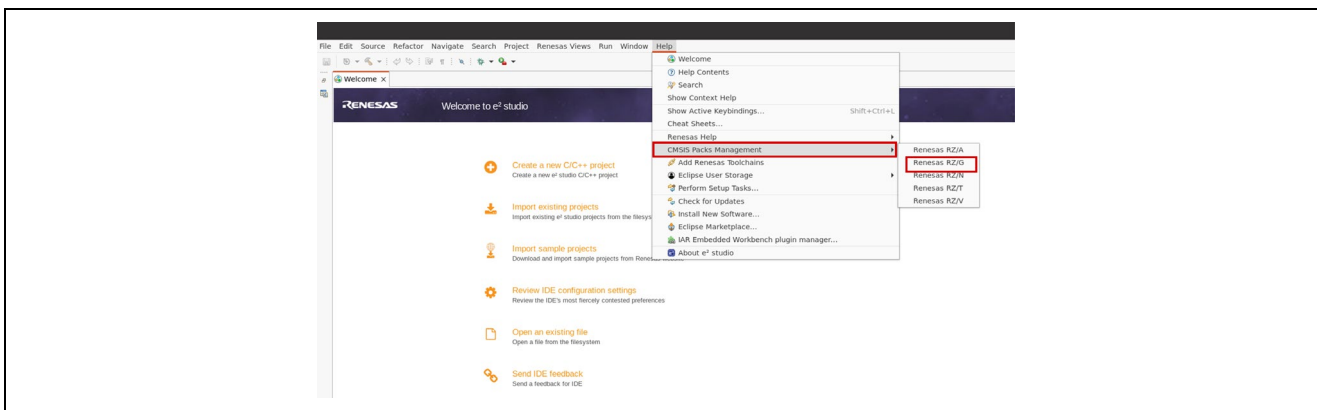 File Edit Source Refactor Navigate Search Project Renesas Views Run Window Help
Welcome
RENESAS Welcome to e² studio
Welcome
Help Contents
Search
Show Context Help
Show Active Keybindings... Shift+Ctrl+L
Cheat Sheets...
Renesas Help
CMSIS Packs Management
Add Renesas Toolchains
Eclipse User Storage
Perform Setup Tasks...
Check for Updates
Install New Software...
Eclipse Marketplace...
IAR Embedded Workbench plugin manager...
About e² studio
Renesas RZ/A
Renesas RZ/G
Renesas RZ/N
Renesas RZ/T
Renesas RZ/V
Create a new C/C++ project
Create a new e² studio C/C++ project
Import existing projects
Import existing e² studio projects from the filesys
Import sample projects
Download and import sample projects from Renesas
Review IDE configuration settings
Review the IDE's most fiercely contested preferences
Open an existing file
Open a file from the filesystem
Send IDE feedback
Send a feedback for IDE